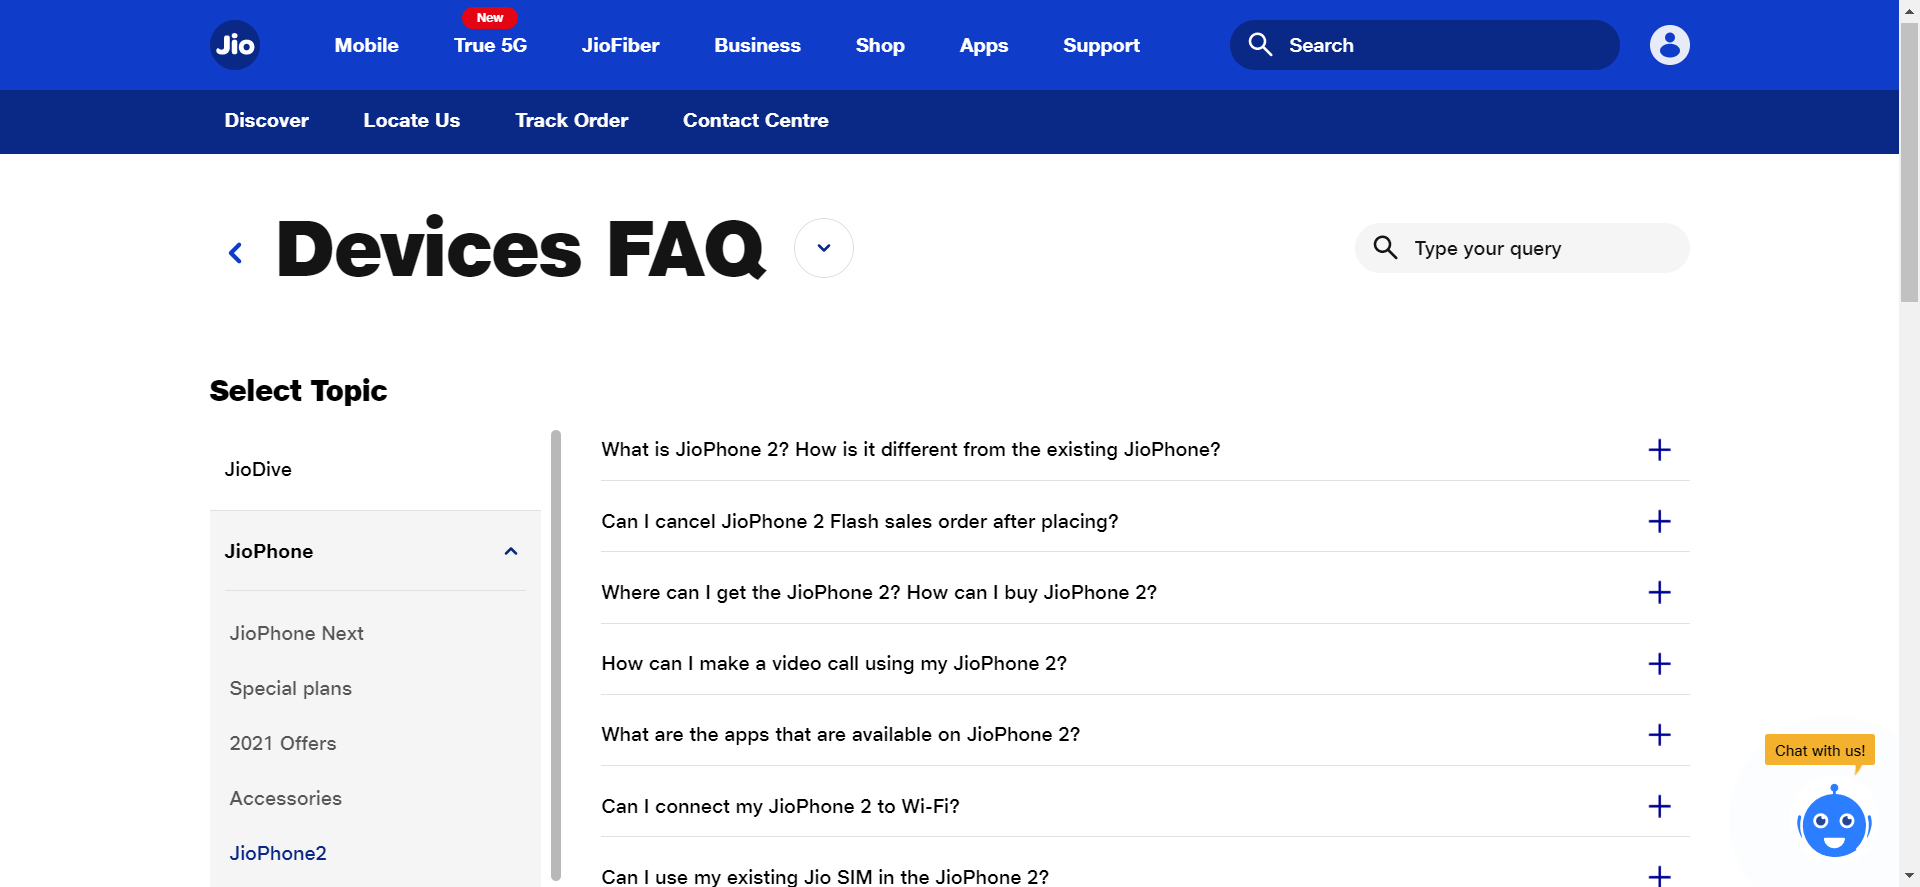 Jio
Mobile
New
True 5G
JioFiber
Business
Shop
Apps
Support
Search
Discover
Locate Us
Track Order
Contact Centre
Devices FAQ
Type your query
Select Topic
JioDive
JioPhone
JioPhone Next
Special plans
2021 Offers
Accessories
JioPhone2
What is JioPhone 2? How is it different from the existing JioPhone?
Can I cancel JioPhone 2 Flash sales order after placing?
Where can I get the JioPhone 2? How can I buy JioPhone 2?
How can I make a video call using my JioPhone 2?
What are the apps that are available on JioPhone 2?
Can I connect my JioPhone 2 to Wi-Fi?
Can I use my existing Jio SIM in the JioPhone 2?
Chat with us!